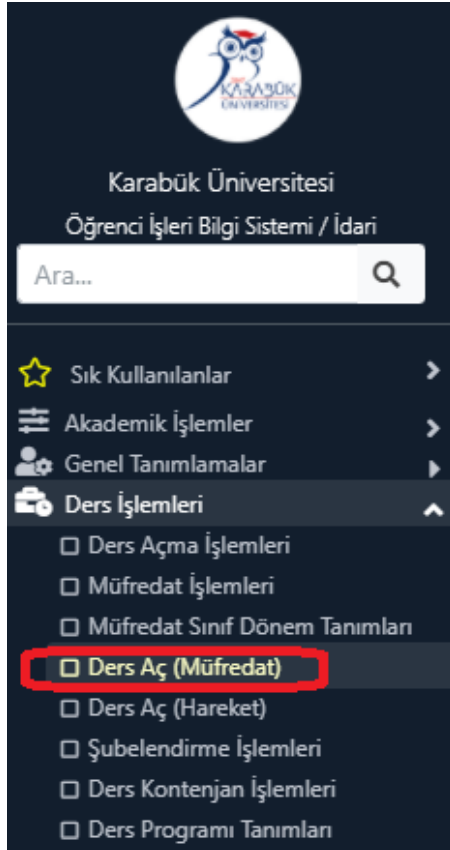 KARABÜK
ÜNİVERSİTESİ
Karabük Üniversitesi
Öğrenci İşleri Bilgi Sistemi / İdari
Ara...
Sık Kullanılanlar
Akademik İşlemler
Genel Tanımlamalar
Ders İşlemleri
Ders Açma İşlemleri
Müfredat İşlemleri
Müfredat Sınıf Dönem Tanımları
Ders Aç (Müfredat)
Ders Aç (Hareket)
Şubelendirme İşlemleri
Ders Kontenjan İşlemleri
Ders Programı Tanımları